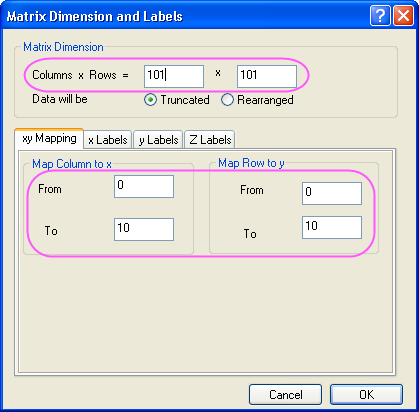 Matrix Dimension and Labels
Matrix Dimension
Columns x Rows = 101 x 101
Data will be Truncated Rearranged
xy Mapping x Labels y Labels Z Labels
Map Column to x Map Row to y
From 0 From 0
To 10 To 10
Cancel OK